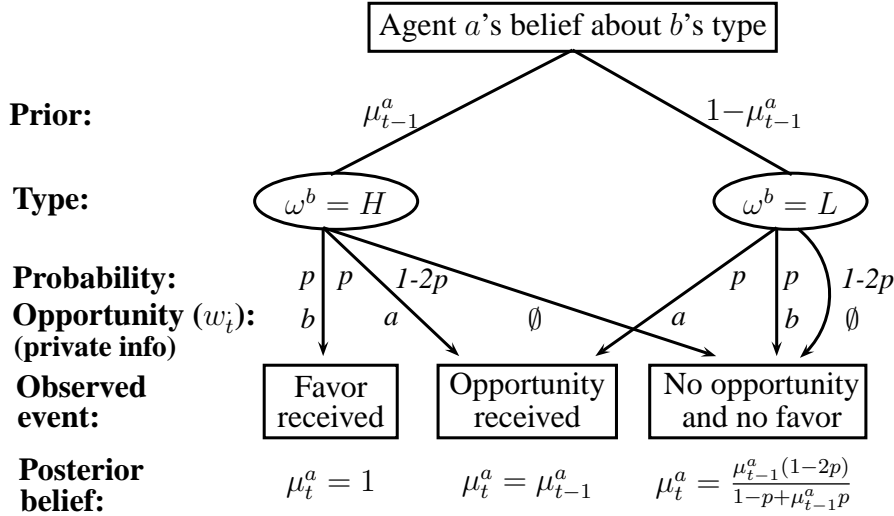 Agent a's belief about b's type
Prior: μ^a_{t−1} 1−μ^a_{t−1}
Type: ω^b = H ω^b = L
Probability: p p 1-2p p p 1-2p
Opportunity (w^._t): b a ∅ a b ∅
(private info)
Observed Favor Opportunity No opportunity
event: received received and no favor
Posterior
belief: μ^a_t = 1 μ^a_t = μ^a_{t−1} μ^a_t = \frac{μ^a_{t−1}(1−2p)}{1−p+μ^a_{t−1}p}